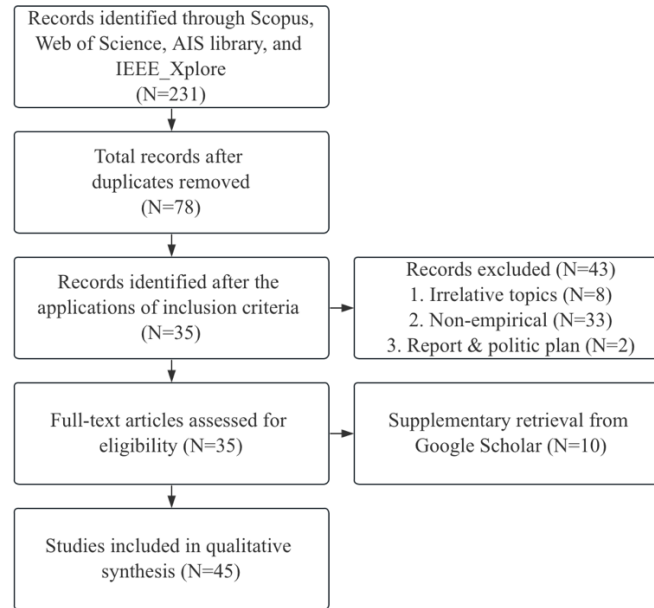 Records identified through Scopus,
Web of Science, AIS library, and
IEEE_Xplore
(N=231)
Total records after
duplicates removed
(N=78)
Records identified after the
applications of inclusion criteria
(N=35)
Records excluded (N=43)
1. Irrelative topics (N=8)
2. Non-empirical (N=33)
3. Report & politic plan (N=2)
Full-text articles assessed for
eligibility (N=35)
Supplementary retrieval from
Google Scholar (N=10)
Studies included in qualitative
synthesis (N=45)